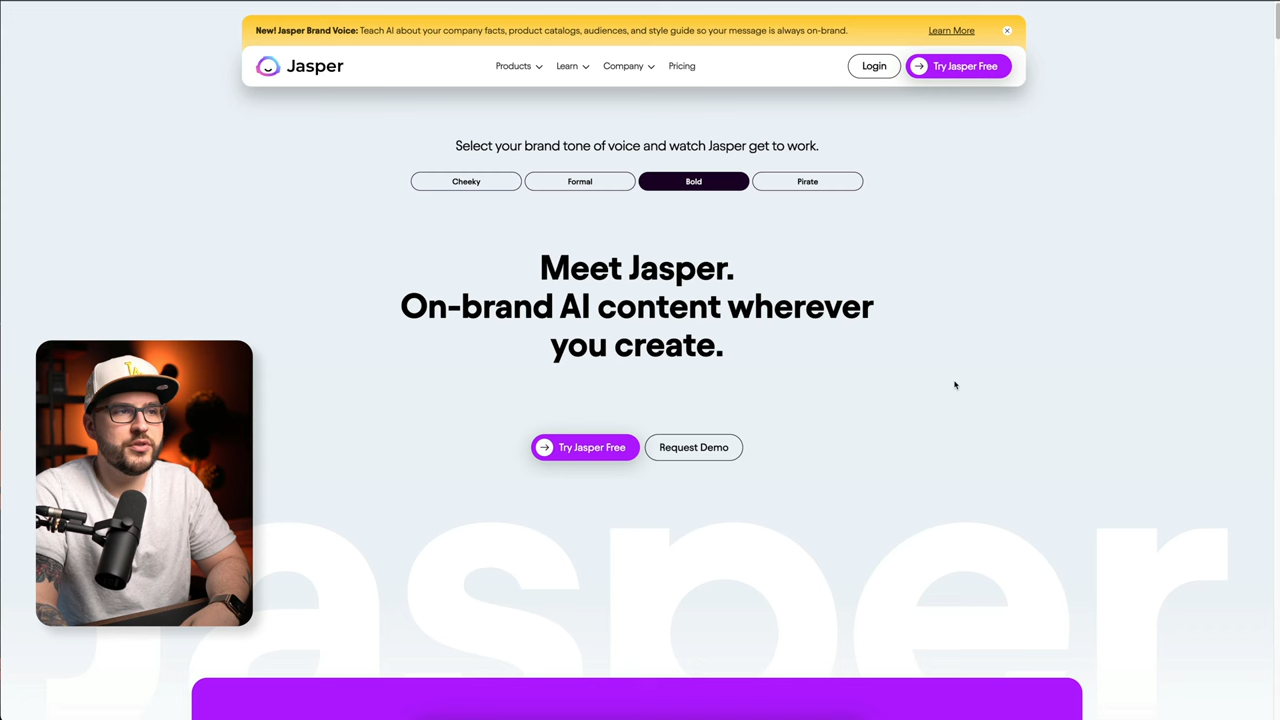 New! Jasper Brand Voice: Teach AI about your company facts, product catalogs, audiences, and style guide so your message is always on-brand. Learn More
Jasper Products Learn Company Pricing Login Try Jasper Free
Select your brand tone of voice and watch Jasper get to work.
Cheeky Formal Bold Pirate
Meet Jasper.
On-brand AI content wherever
you create.
Try Jasper Free Request Demo
Jasper